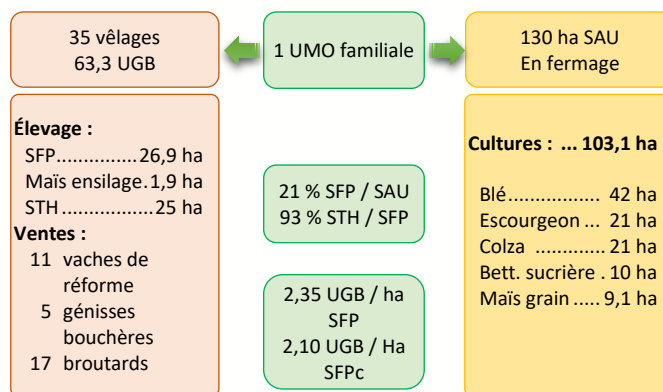 35 vêlages
63,3 UGB
1 UMO familiale
130 ha SAU
En fermage
Élevage :
SFP...............26,9 ha
Maïs ensilage.1,9 ha
STH ................25 ha
Ventes :
11 vaches de
réforme
5 génisses
bouchères
17 broutards
21 % SFP / SAU
93 % STH / SFP
2,35 UGB / ha
SFP
2,10 UGB / Ha
SFPc
Cultures : ... 103,1 ha
Blé................. 42 ha
Escourgeon .. 21 ha
Colza ............ 21 ha
Bett. sucrière . 10 ha
Maïs grain ..... 9,1 ha